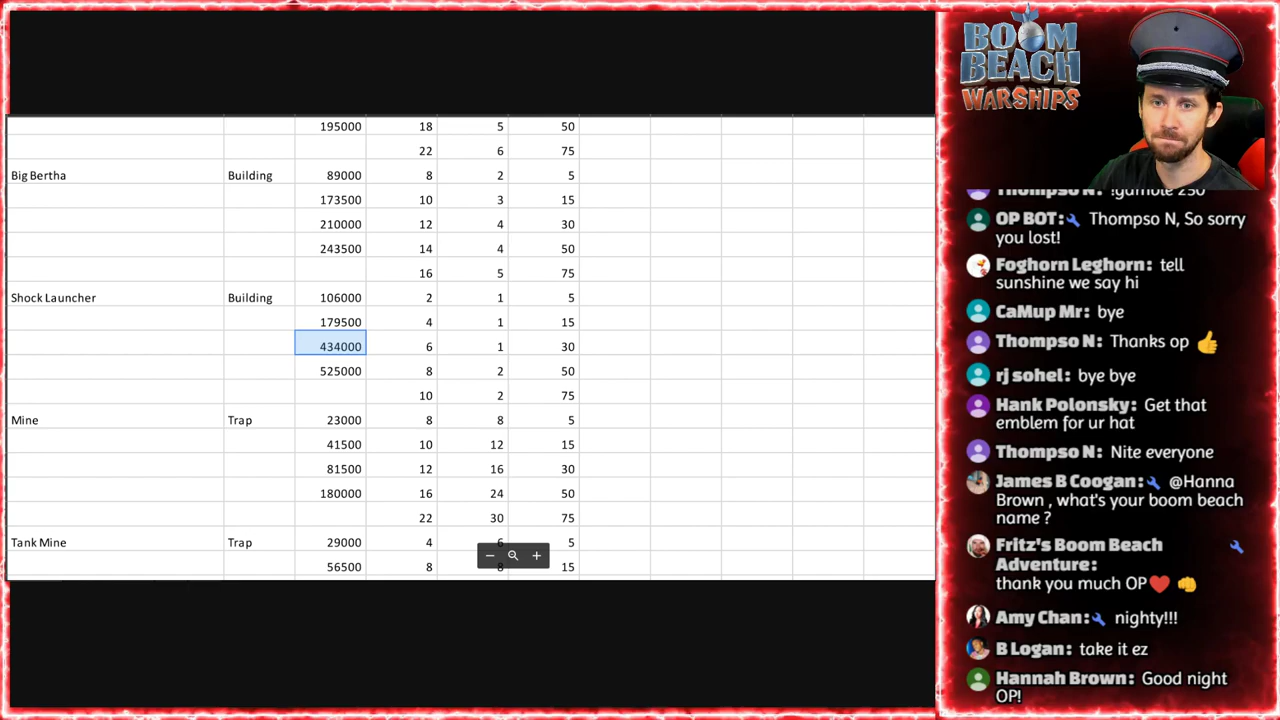 195000 18 5 50
22 6 75
Big Bertha Building 89000 8 2 5
173500 10 3 15
210000 12 4 30
243500 14 4 50
16 5 75
Shock Launcher Building 106000 2 1 5
179500 4 1 15
434000 6 1 30
525000 8 2 50
10 2 75
Mine Trap 23000 8 8 5
41500 10 12 15
81500 12 16 30
180000 16 24 50
22 30 75
Tank Mine Trap 29000 4 6 5
56500 8 8 15
BOOM
BEACH
WARSHIPS
Thompso N: !gamble 250
OP BOT: Thompso N, So sorry
you lost!
Foghorn Leghorn: tell
sunshine we say hi
CaMup Mr: bye
Thompso N: Thanks op 👍
rj sohel: bye bye
Hank Polonsky: Get that
emblem for ur hat
Thompso N: Nite everyone
James B Coogan: @Hanna
Brown , what's your boom beach
name ?
Fritz's Boom Beach
Adventure:
thank you much OP❤️ 👊
Amy Chan: nighty!!!
B Logan: take it ez
Hannah Brown: Good night
OP!